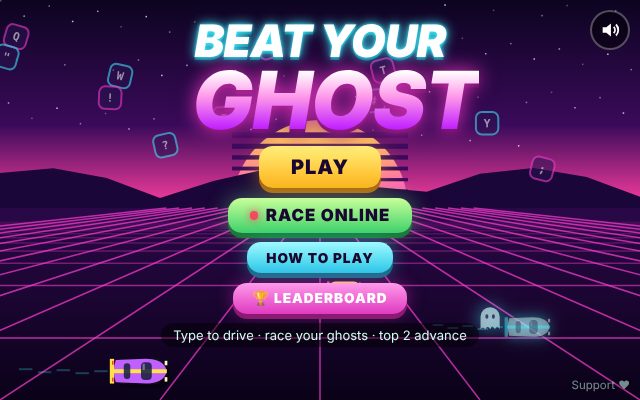 BEAT YOUR
GHOST
Q
"
W
!
T
?
Y
;
PLAY
RACE ONLINE
HOW TO PLAY
🏆 LEADERBOARD
Type to drive · race your ghosts · top 2 advance
Support ♥